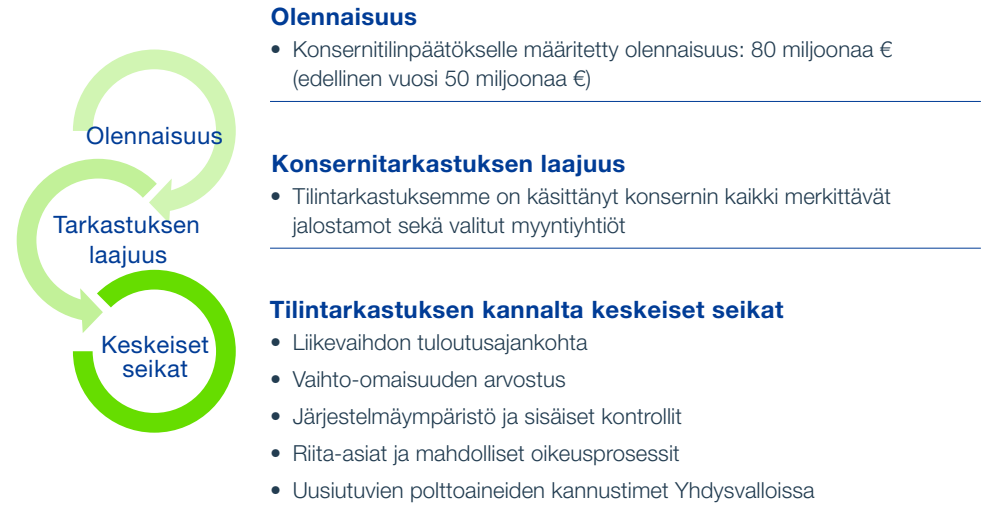 Olennaisuus
• Konsernitilinpäätökselle määritetty olennaisuus: 80 miljoonaa €
(edellinen vuosi 50 miljoonaa €)
Olennaisuus
Konsernitarkastuksen laajuus
• Tilintarkastuksemme on käsittänyt konsernin kaikki merkittävät
jalostamot sekä valitut myyntiyhtiöt
Tarkastuksen
laajuus
Tilintarkastuksen kannalta keskeiset seikat
• Liikevaihdon tuloutusajankohta
• Vaihto-omaisuuden arvostus
• Järjestelmäympäristö ja sisäiset kontrollit
• Riita-asiat ja mahdolliset oikeusprosessit
• Uusiutuvien polttoaineiden kannustimet Yhdysvalloissa
Keskeiset
seikat